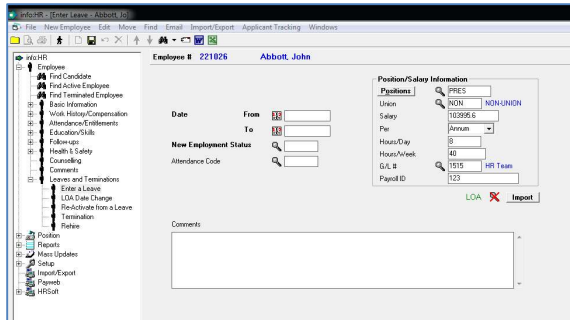 info:HR - [Enter Leave - Abbott, Jo
File New Employee Edit Move Find Email Import/Export Applicant Tracking Windows
info:HR
Employee
Find Candidate
Find Active Employee
Find Terminated Employee
Basic Information
Work History/Compensation
Attendance/Entitlements
Education/Skills
Follow-ups
Health & Safety
Counselling
Comments
Leaves and Terminations
Enter a Leave
LOA Date Change
Re-Activate from a Leave
Termination
Rehire
Position
Reports
Mass Updates
Setup
Import/Export
Payweb
HRSoft
Employee # 221026 Abbott, John
Date From
To
New Employment Status
Attendance Code
Position/Salary Information
Positions PRES
Union NON NON-UNION
Salary 103995.6
Per Annum
Hours/Day 8
Hours/Week 40
G/L # 1515 HR Team
Payroll ID 123
LOA Import
Comments